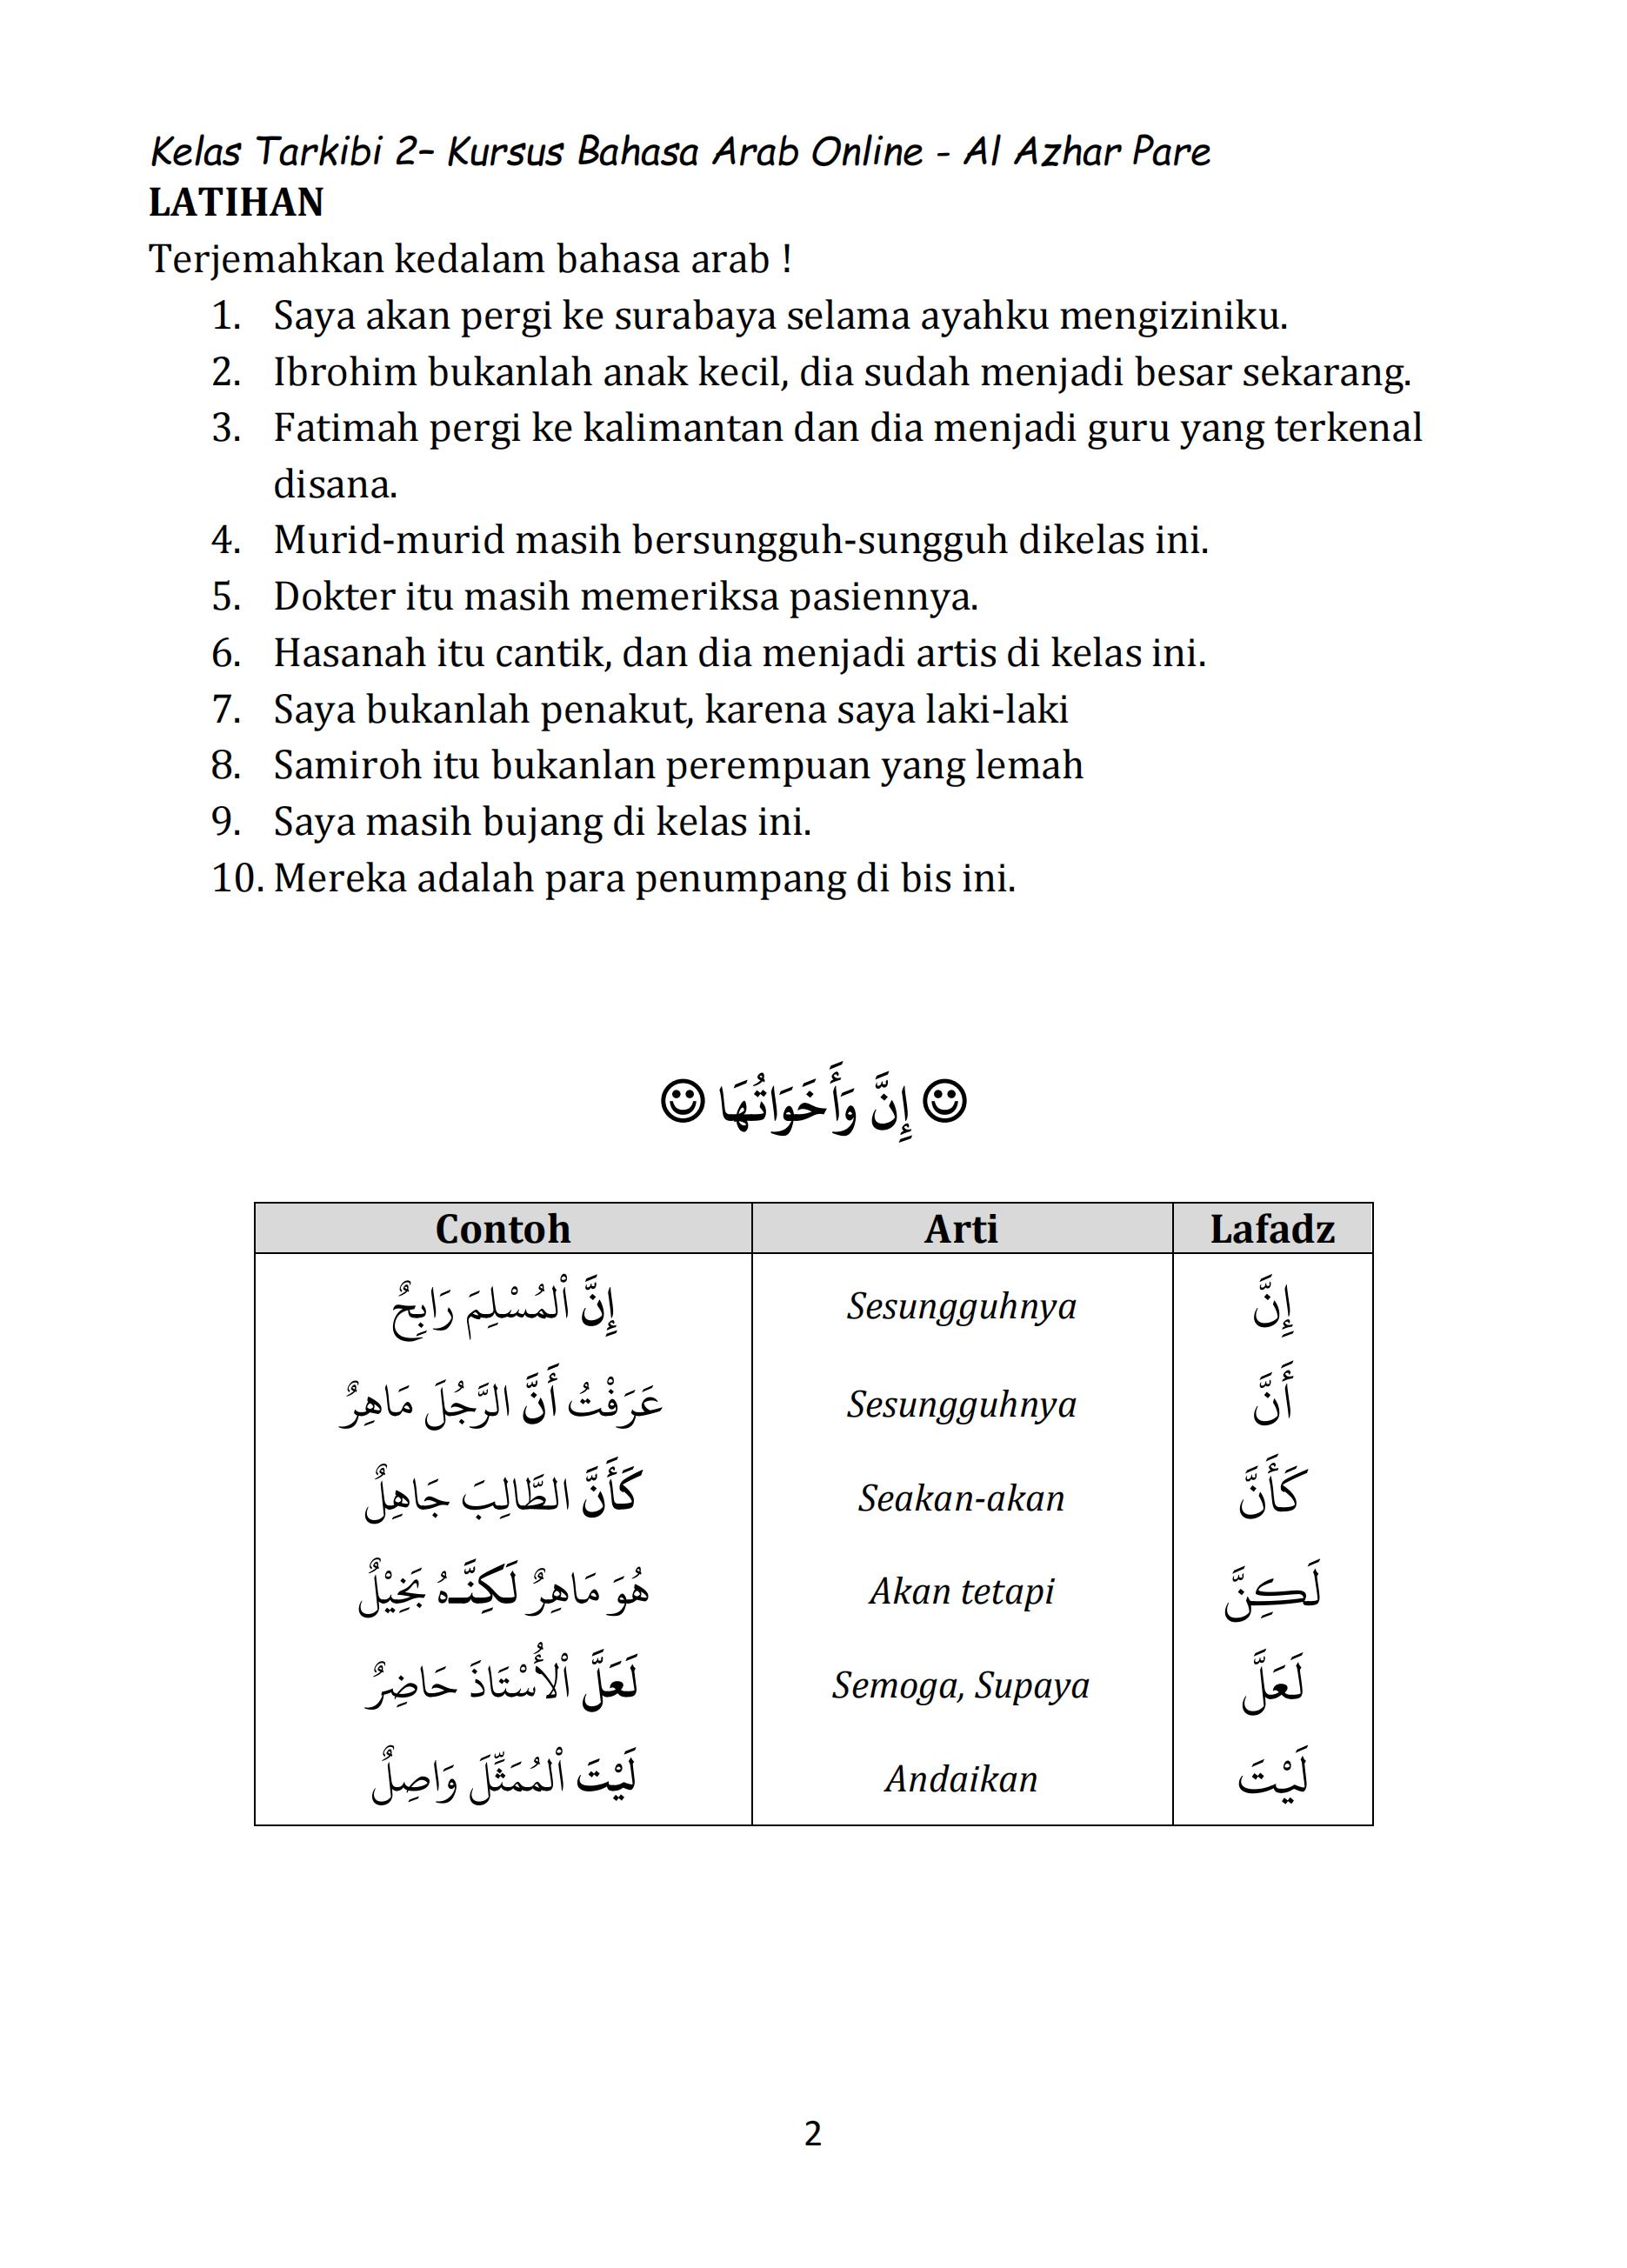 Kelas Tarkibi 2– Kursus Bahasa Arab Online - Al Azhar Pare
LATIHAN
Terjemahkan kedalam bahasa arab !
1. Saya akan pergi ke surabaya selama ayahku mengiziniku.
2. Ibrohim bukanlah anak kecil, dia sudah menjadi besar sekarang.
3. Fatimah pergi ke kalimantan dan dia menjadi guru yang terkenal
disana.
4. Murid-murid masih bersungguh-sungguh dikelas ini.
5. Dokter itu masih memeriksa pasiennya.
6. Hasanah itu cantik, dan dia menjadi artis di kelas ini.
7. Saya bukanlah penakut, karena saya laki-laki
8. Samiroh itu bukanlan perempuan yang lemah
9. Saya masih bujang di kelas ini.
10. Mereka adalah para penumpang di bis ini.
☺ إِنَّ وَأَخَوَاتُهَا ☺
Contoh Arti Lafadz
إِنَّ اْلمُسْلِمَ رَابِحٌ Sesungguhnya إِنَّ
عَرَفْتُ أَنَّ الرَّجُلَ مَاهِرٌ Sesungguhnya أَنَّ
كَأَنَّ الطَّالِبَ جَاهِلٌ Seakan-akan كَأَنَّ
هُوَ مَاهِرٌ لَكِنَّـهُ بَخِيْلٌ Akan tetapi لَكِنَّ
لَعَلَّ اْلأُسْتَاذَ حَاضِرٌ Semoga, Supaya لَعَلَّ
لَيْتَ اْلمُمَثِّلَ وَاصِلٌ Andaikan لَيْتَ
2